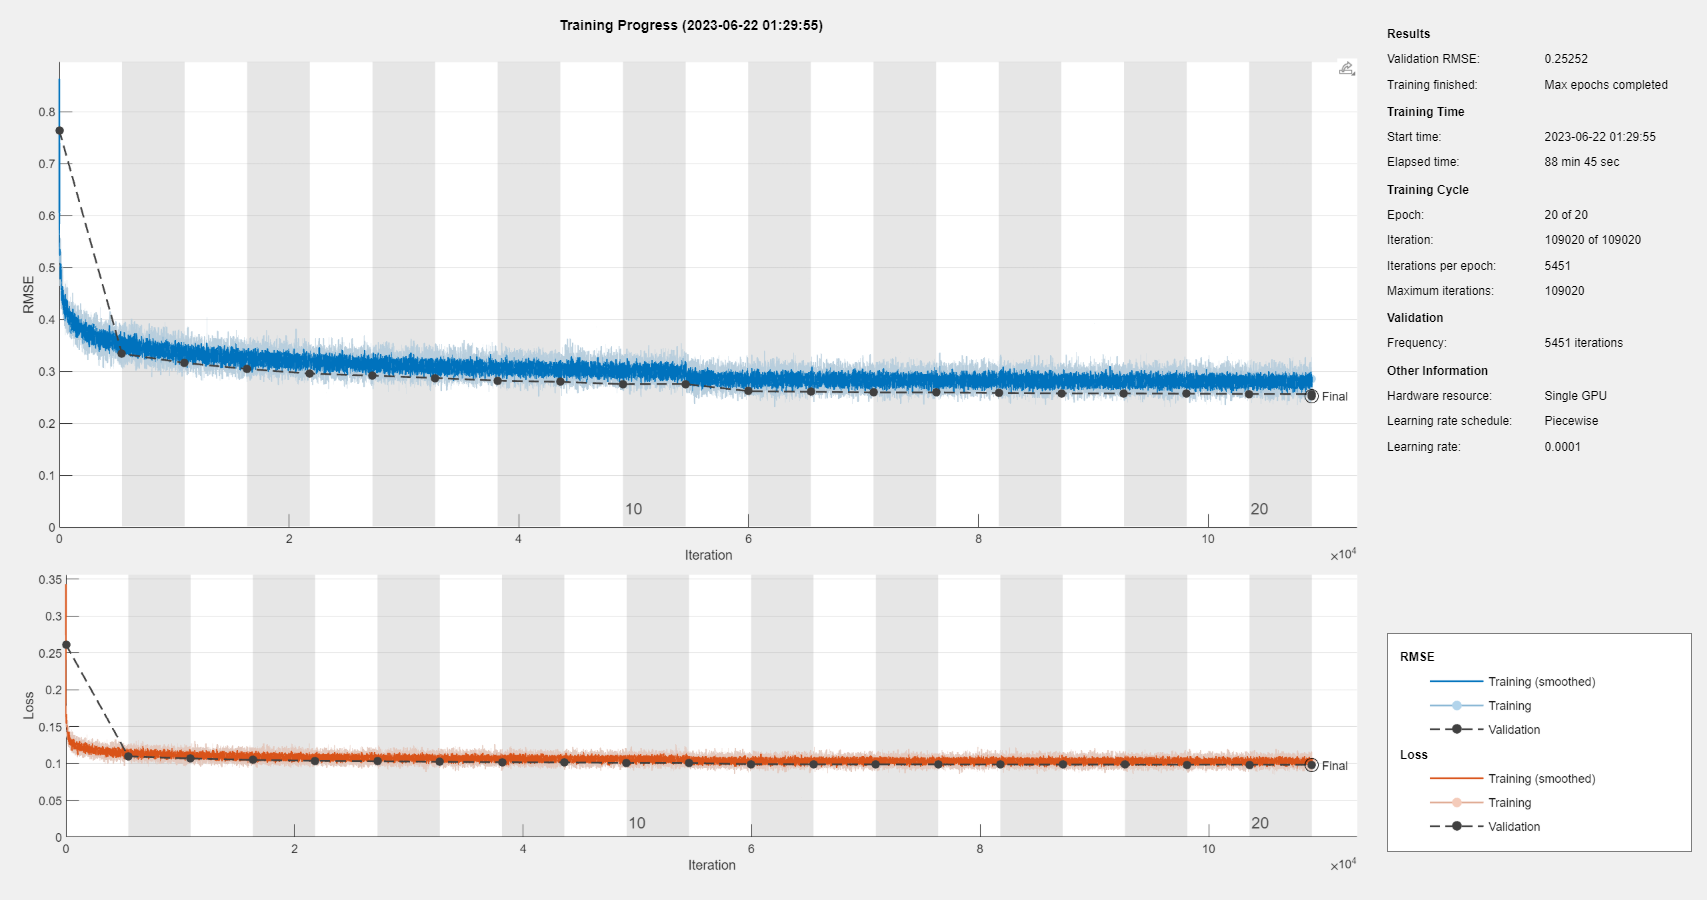 Training Progress (2023-06-22 01:29:55)
0.8
0.7
0.6
0.5
0.4
0.3
0.2
0.1
0
RMSE
Final
10
20
0 2 4 6 8 10
Iteration
×10⁴
0.35
0.3
0.25
0.2
0.15
0.1
0.05
0
Loss
Final
10
20
0 2 4 6 8 10
Iteration
×10⁴
Results
Validation RMSE: 0.25252
Training finished: Max epochs completed
Training Time
Start time: 2023-06-22 01:29:55
Elapsed time: 88 min 45 sec
Training Cycle
Epoch: 20 of 20
Iteration: 109020 of 109020
Iterations per epoch: 5451
Maximum iterations: 109020
Validation
Frequency: 5451 iterations
Other Information
Hardware resource: Single GPU
Learning rate schedule: Piecewise
Learning rate: 0.0001
RMSE
Training (smoothed)
Training
Validation
Loss
Training (smoothed)
Training
Validation